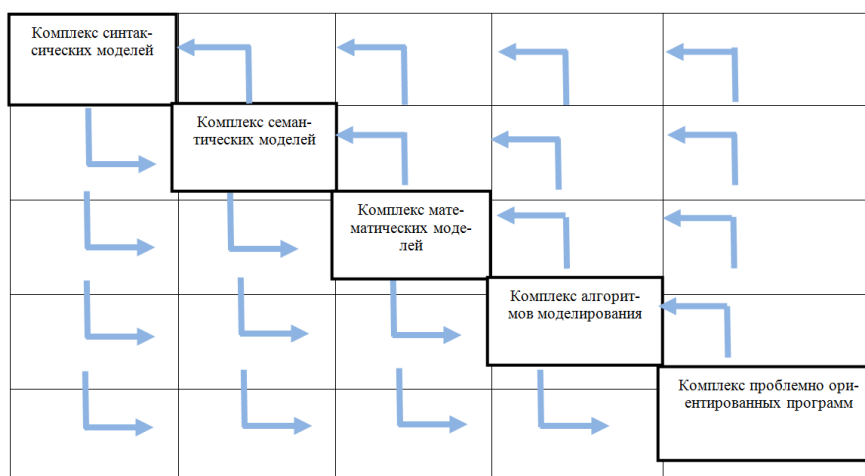 Комплекс синтак-
сических моделей
Комплекс семан-
тических моделей
Комплекс мате-
матических моде-
лей
Комплекс алгорит-
мов моделирования
Комплекс проблемно ори-
ентированных программ